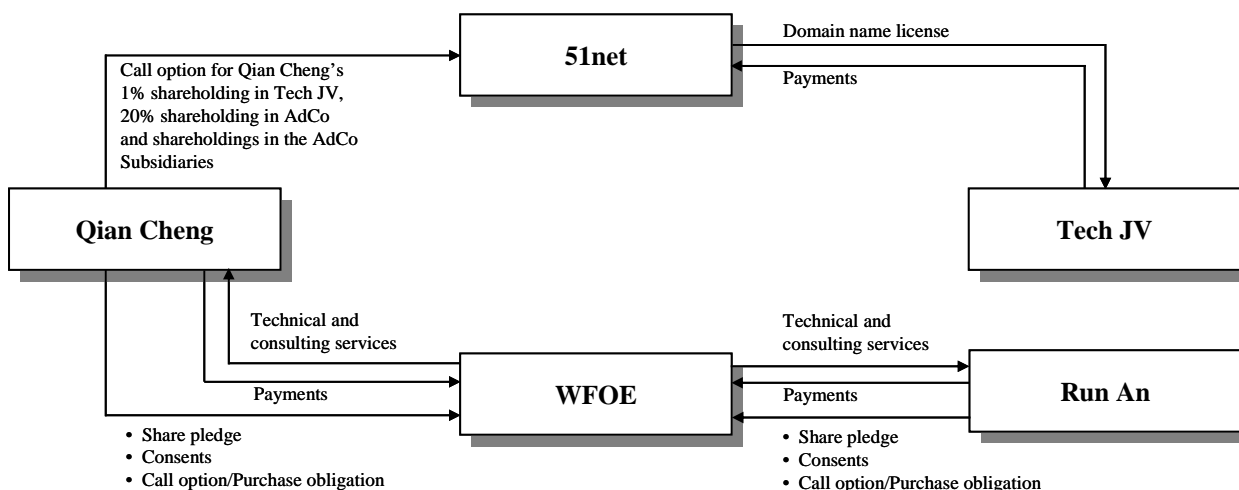 51net
Domain name license
Payments
Call option for Qian Cheng’s
1% shareholding in Tech JV,
20% shareholding in AdCo
and shareholdings in the AdCo
Subsidiaries
Qian Cheng
Tech JV
Technical and
consulting services
Payments
• Share pledge
• Consents
• Call option/Purchase obligation
WFOE
Technical and
consulting services
Payments
• Share pledge
• Consents
• Call option/Purchase obligation
Run An